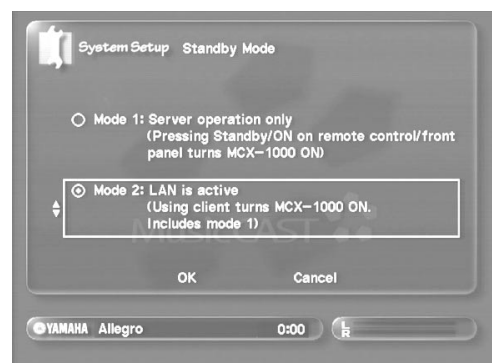 System Setup Standby Mode
Mode 1: Server operation only
(Pressing Standby/ON on remote control/front
panel turns MCX-1000 ON)
Mode 2: LAN is active
(Using client turns MCX-1000 ON.
Includes mode 1)
MUSICCAST
OK Cancel
YAMAHA Allegro 0:00 L
R